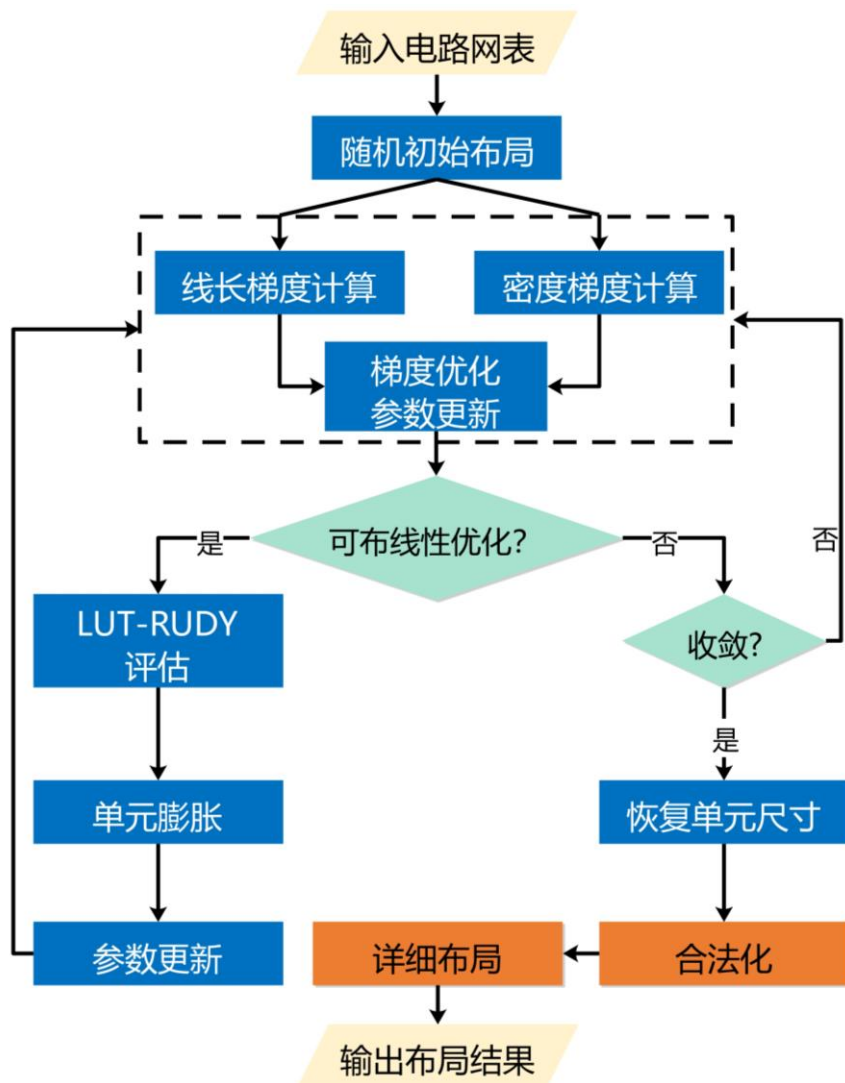 输入电路网表
随机初始布局
线长梯度计算
密度梯度计算
梯度优化
参数更新
可布线性优化?
是
否
否
LUT-RUDY
评估
收敛?
是
单元膨胀
恢复单元尺寸
参数更新
详细布局
合法化
输出布局结果